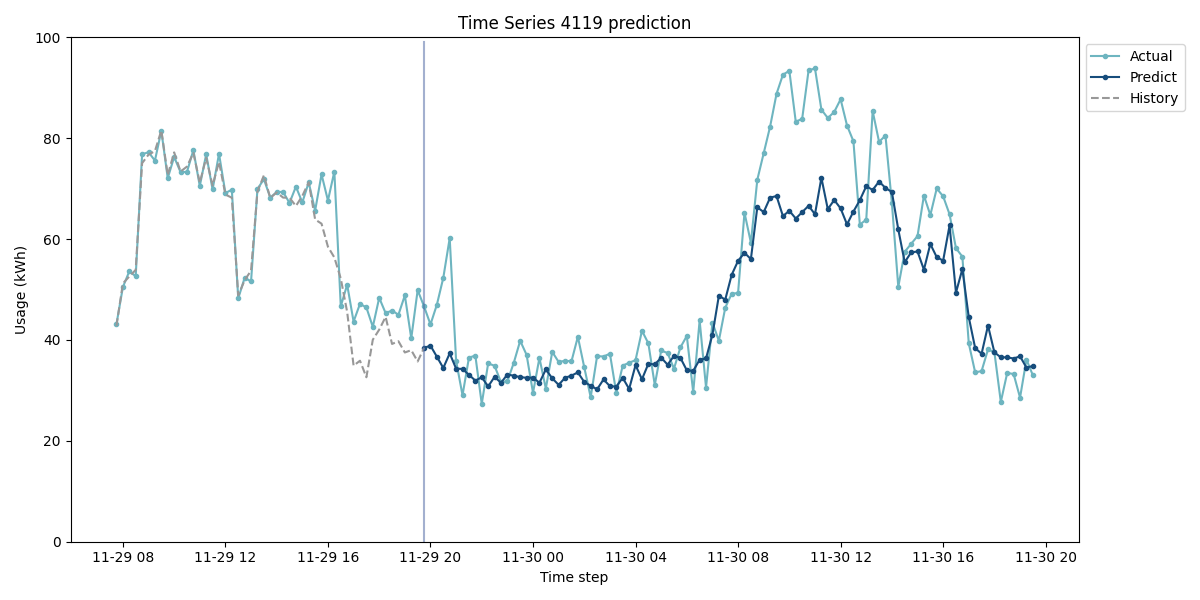 Time Series 4119 prediction
Usage (kWh)
100
80
60
40
20
0
11-29 08
11-29 12
11-29 16
11-29 20
11-30 00
11-30 04
11-30 08
11-30 12
11-30 16
11-30 20
Time step
Actual
Predict
History